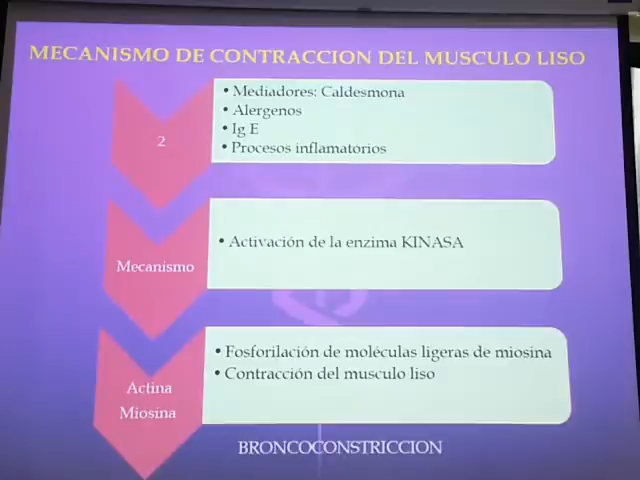 MECANISMO DE CONTRACCION DEL MUSCULO LISO
2
• Mediadores: Caldesmona
• Alergenos
• Ig E
• Procesos inflamatorios
Mecanismo
• Activación de la enzima KINASA
Actina
Miosina
• Fosforilación de moléculas ligeras de miosina
• Contracción del musculo liso
BRONCOCONSTRICCION